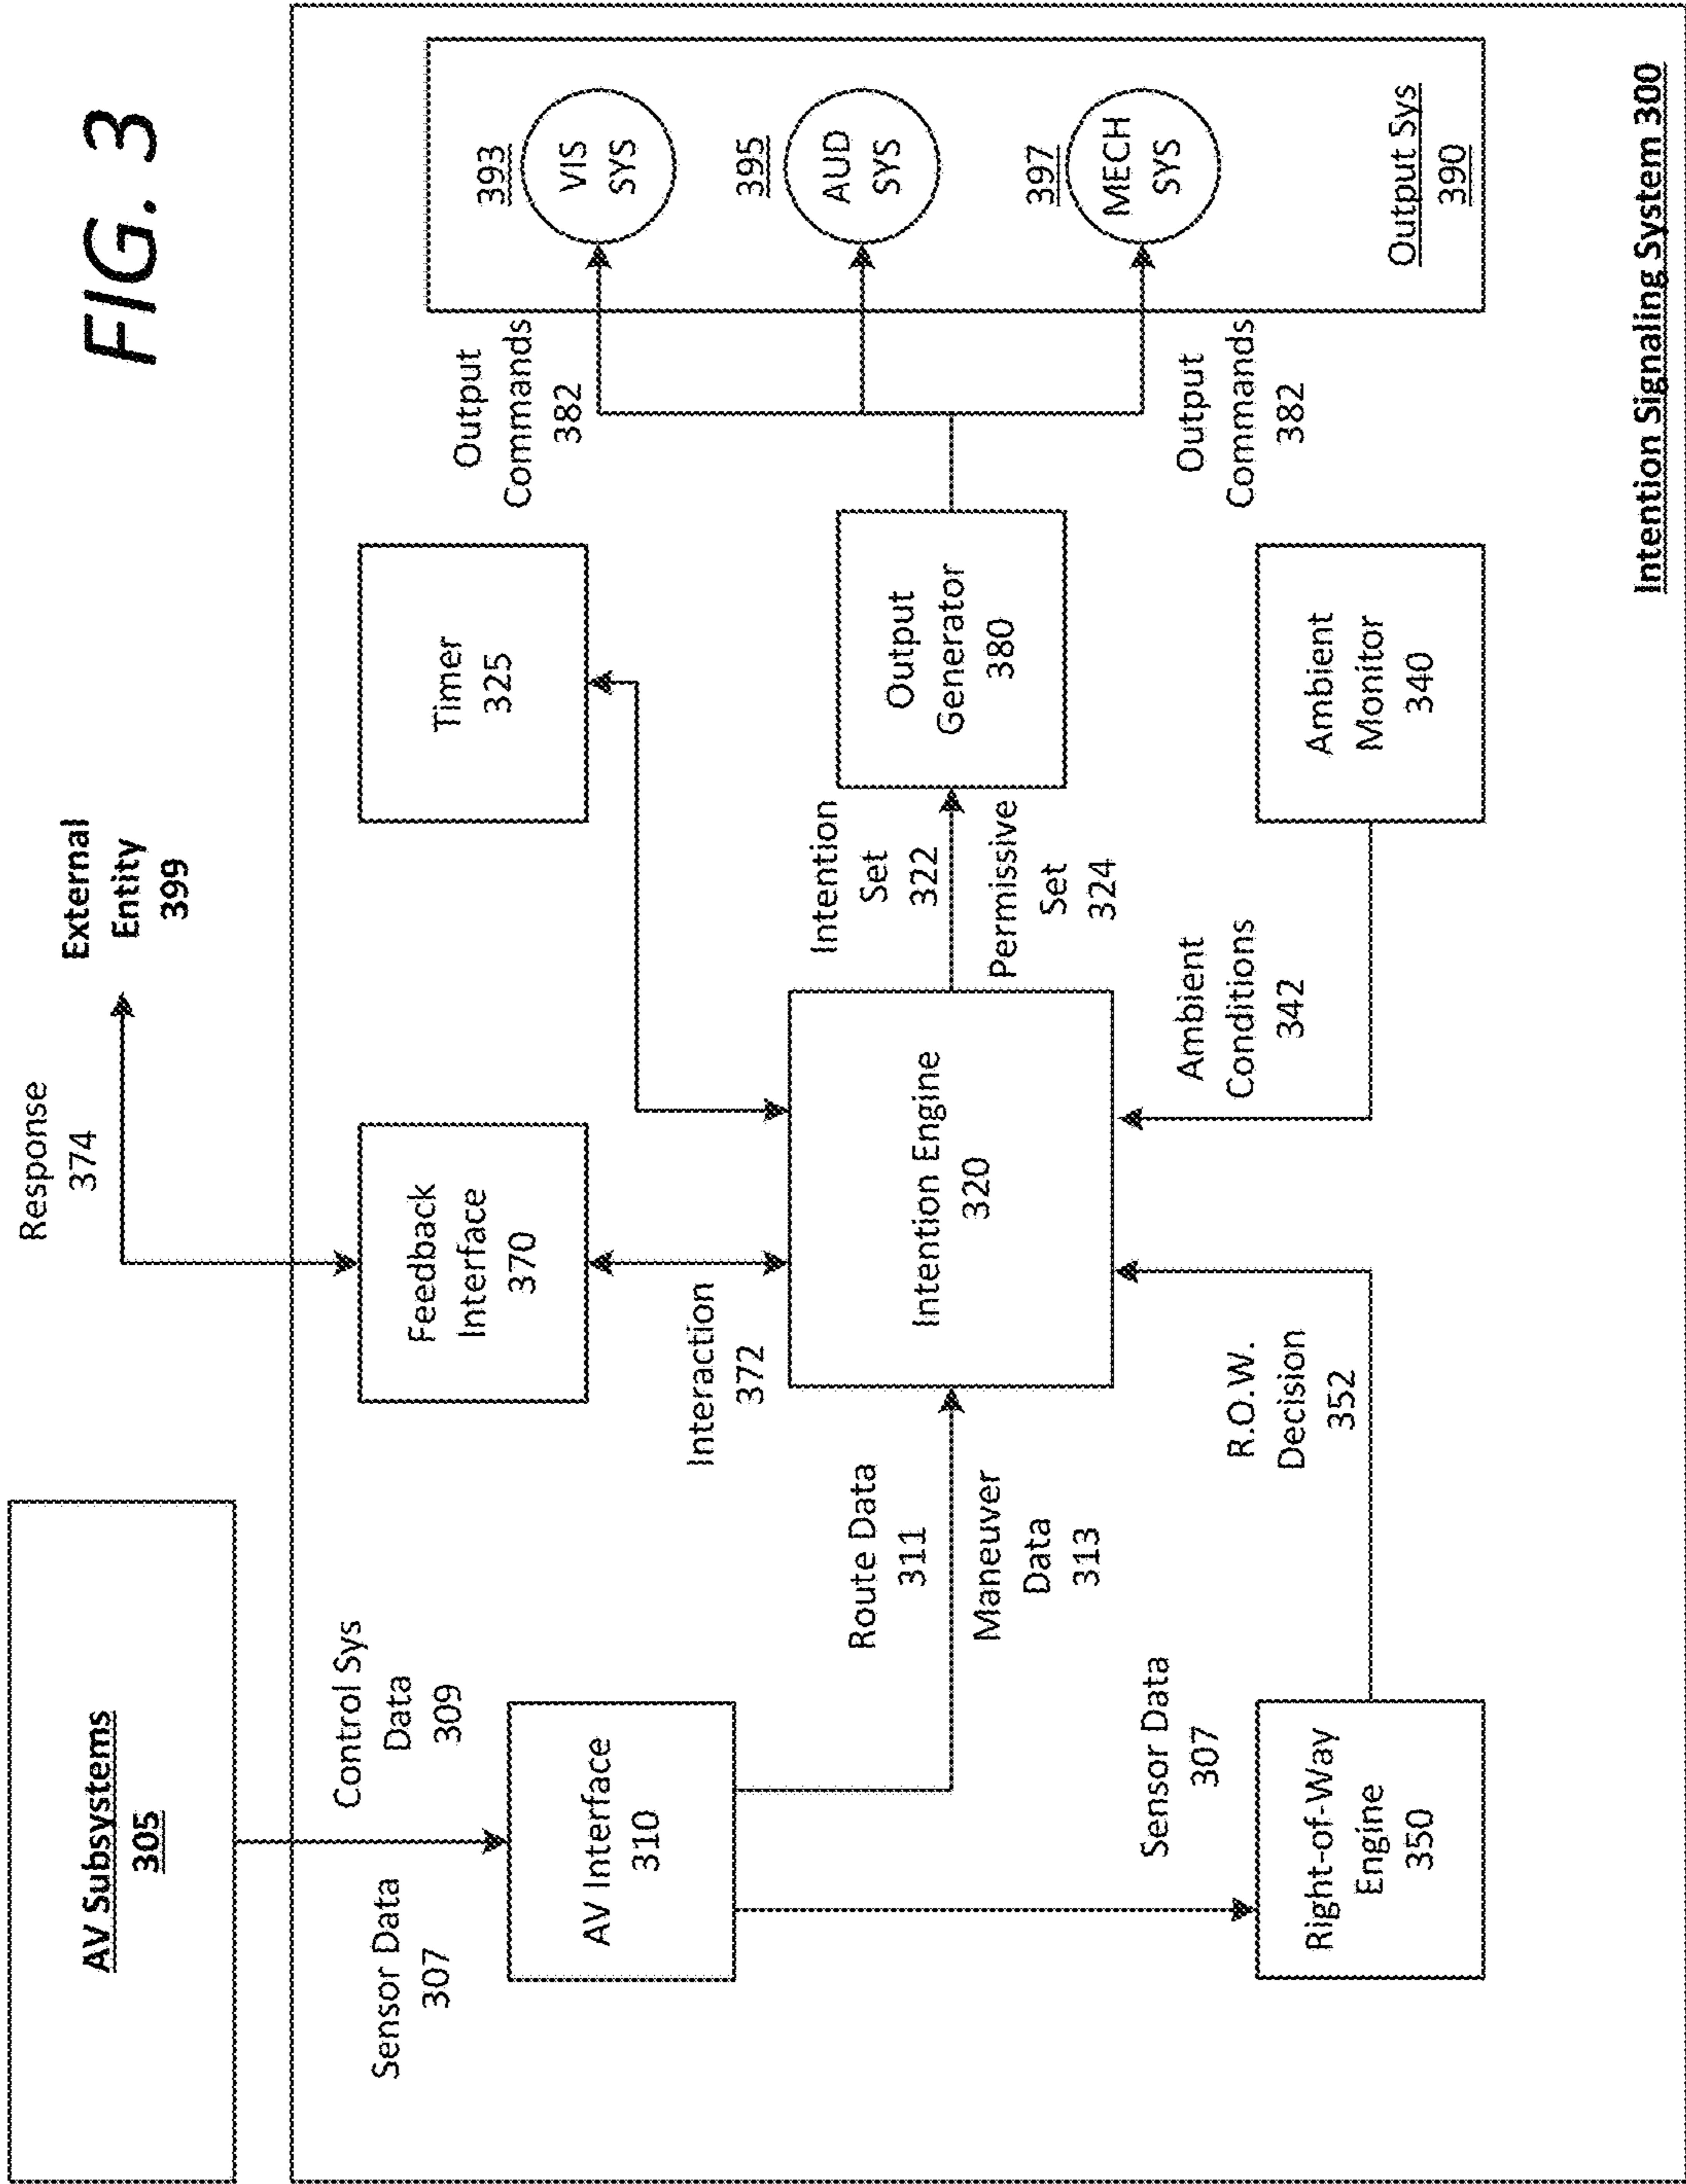 FIG. 3
AV Subsystems
305
Response
374
External
Entity
399
Sensor Data
307
Control Sys
Data
309
AV Interface
310
Feedback
Interface
370
Timer
325
Interaction
372
Route Data
311
Maneuver
Data
313
Intention Engine
320
Intention
Set
322
Permissive
Set
324
Output
Generator
380
Output
Commands
382
Output
Commands
382
393
VIS
SYS
395
AUD
SYS
397
MECH
SYS
Output Sys
390
Sensor Data
307
Right-of-Way
Engine
350
R.O.W.
Decision
352
Ambient
Conditions
342
Ambient
Monitor
340
Intention Signaling System 300